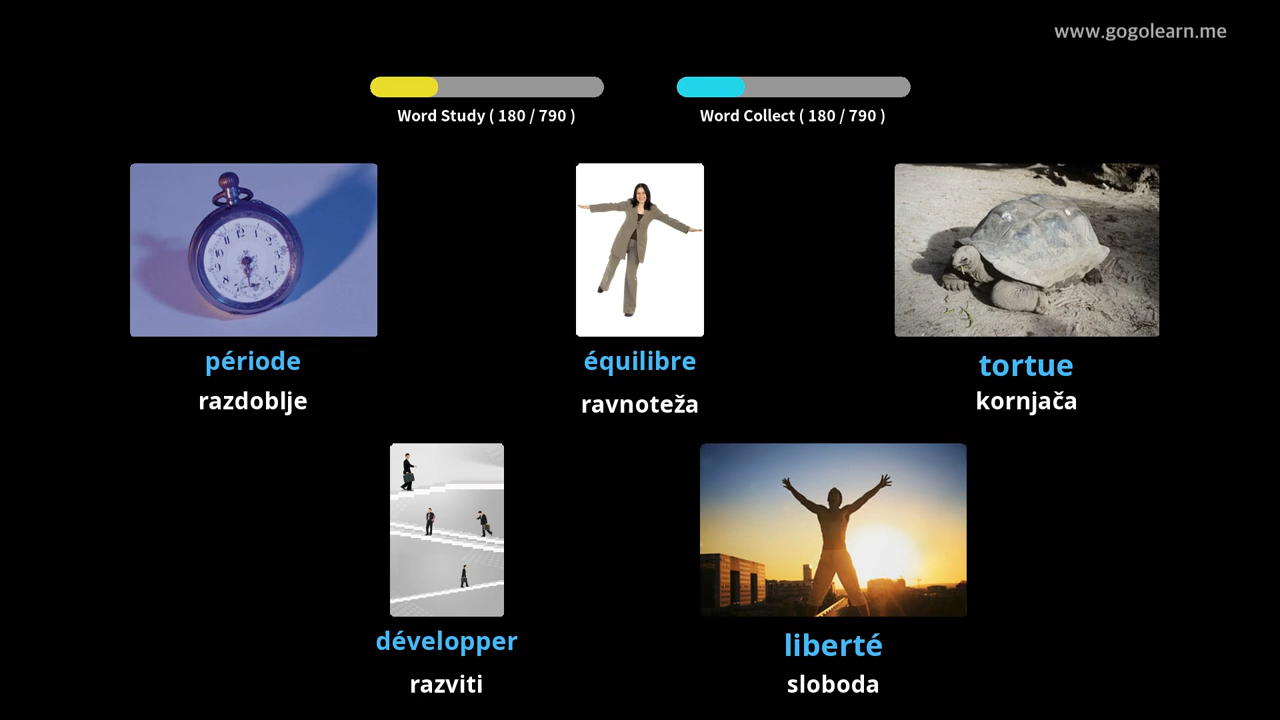 www.gogolearn.me
Word Study ( 180 / 790 )
Word Collect ( 180 / 790 )
période
razdoblje
équilibre
ravnoteža
tortue
kornjača
développer
razviti
liberté
sloboda